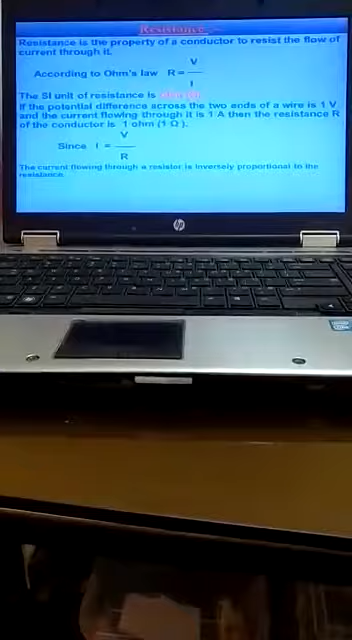 Resistance :-
Resistance is the property of a conductor to resist the flow of
current through it.
V
According to Ohm's law R =
I
The SI unit of resistance is
If the potential difference across the two ends of a wire is 1 V
and the current flowing through it is 1 A then the resistance R
of the conductor is 1 ohm (1 Ω ).
V
Since I =
R
The current flowing through a resistor is inversely proportional to the
resistance.
hp